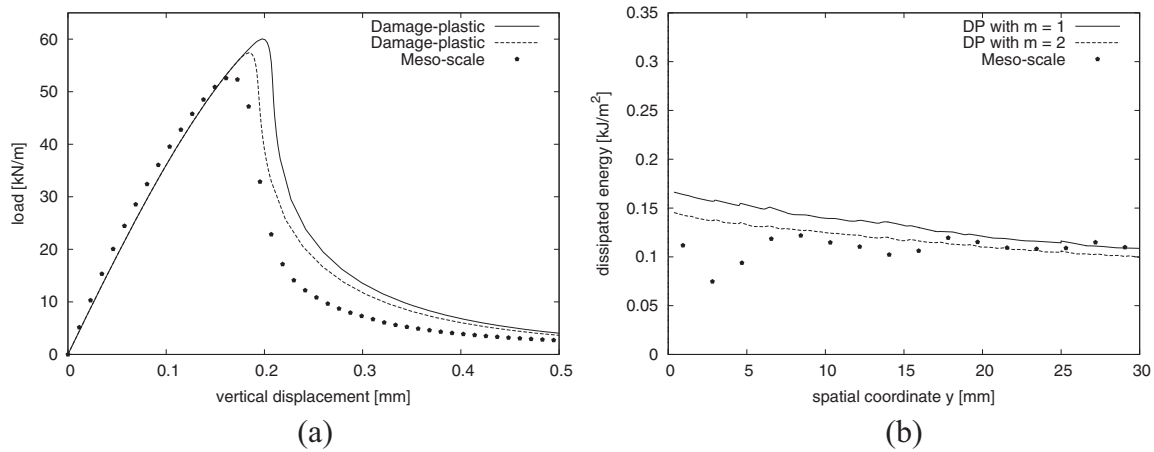 Damage-plastic
Damage-plastic
Meso-scale
60
50
40
30
20
10
0
load [kN/m]
0 0.1 0.2 0.3 0.4 0.5
vertical displacement [mm]
(a)
DP with m = 1
DP with m = 2
Meso-scale
0.35
0.3
0.25
0.2
0.15
0.1
0.05
0
dissipated energy [kJ/m²]
0 5 10 15 20 25 30
spatial coordinate y [mm]
(b)